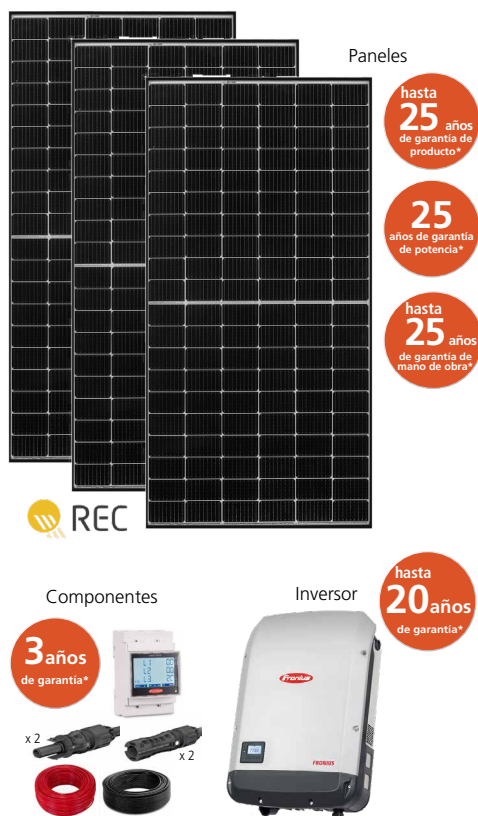 Paneles
hasta
25 años
de garantía de
producto*
25
años de garantía
de potencia*
hasta
25 años
de garantía de
mano de obra*
REC
Componentes
Inversor
hasta
20 años
de garantía*
3 años
de garantía*
x 2
x 2
Fronius
FRONIUS